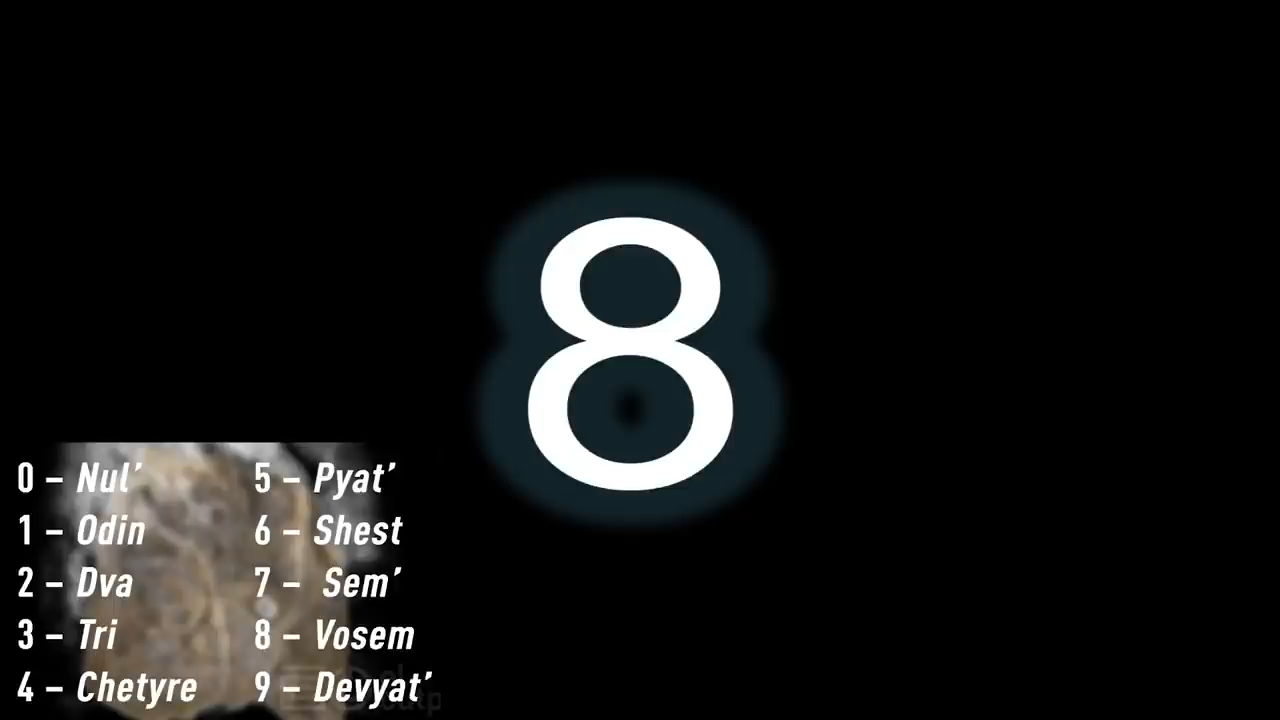 8
0 – Nul’
1 – Odin
2 – Dva
3 – Tri
4 – Chetyre
5 – Pyat’
6 – Shest
7 – Sem’
8 – Vosem
9 – Devyat’